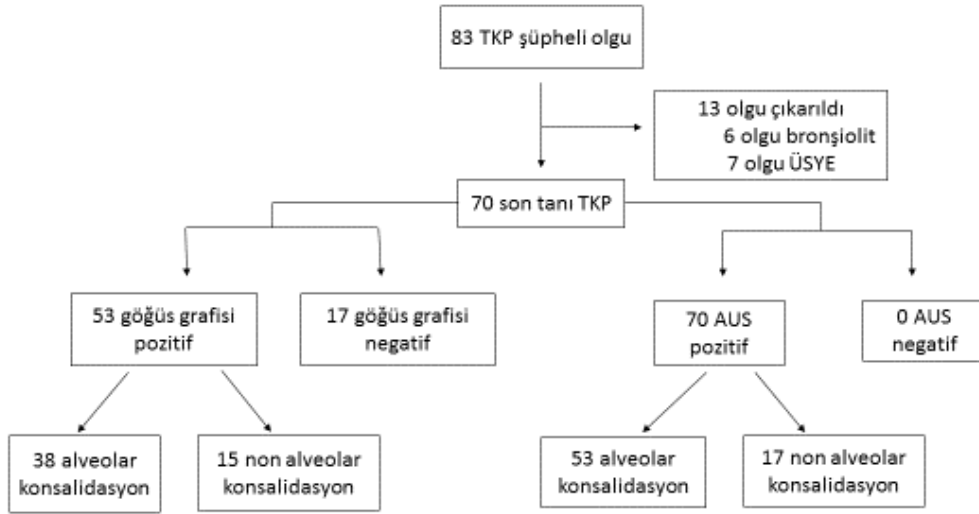 83 TKP şüpheli olgu
13 olgu çıkarıldı
6 olgu bronşiolit
7 olgu ÜSYE
70 son tanı TKP
53 göğüs grafisi
pozitif
17 göğüs grafisi
negatif
70 AUS
pozitif
0 AUS
negatif
38 alveolar
konsalidasyon
15 non alveolar
konsalidasyon
53 alveolar
konsalidasyon
17 non alveolar
konsalidasyon